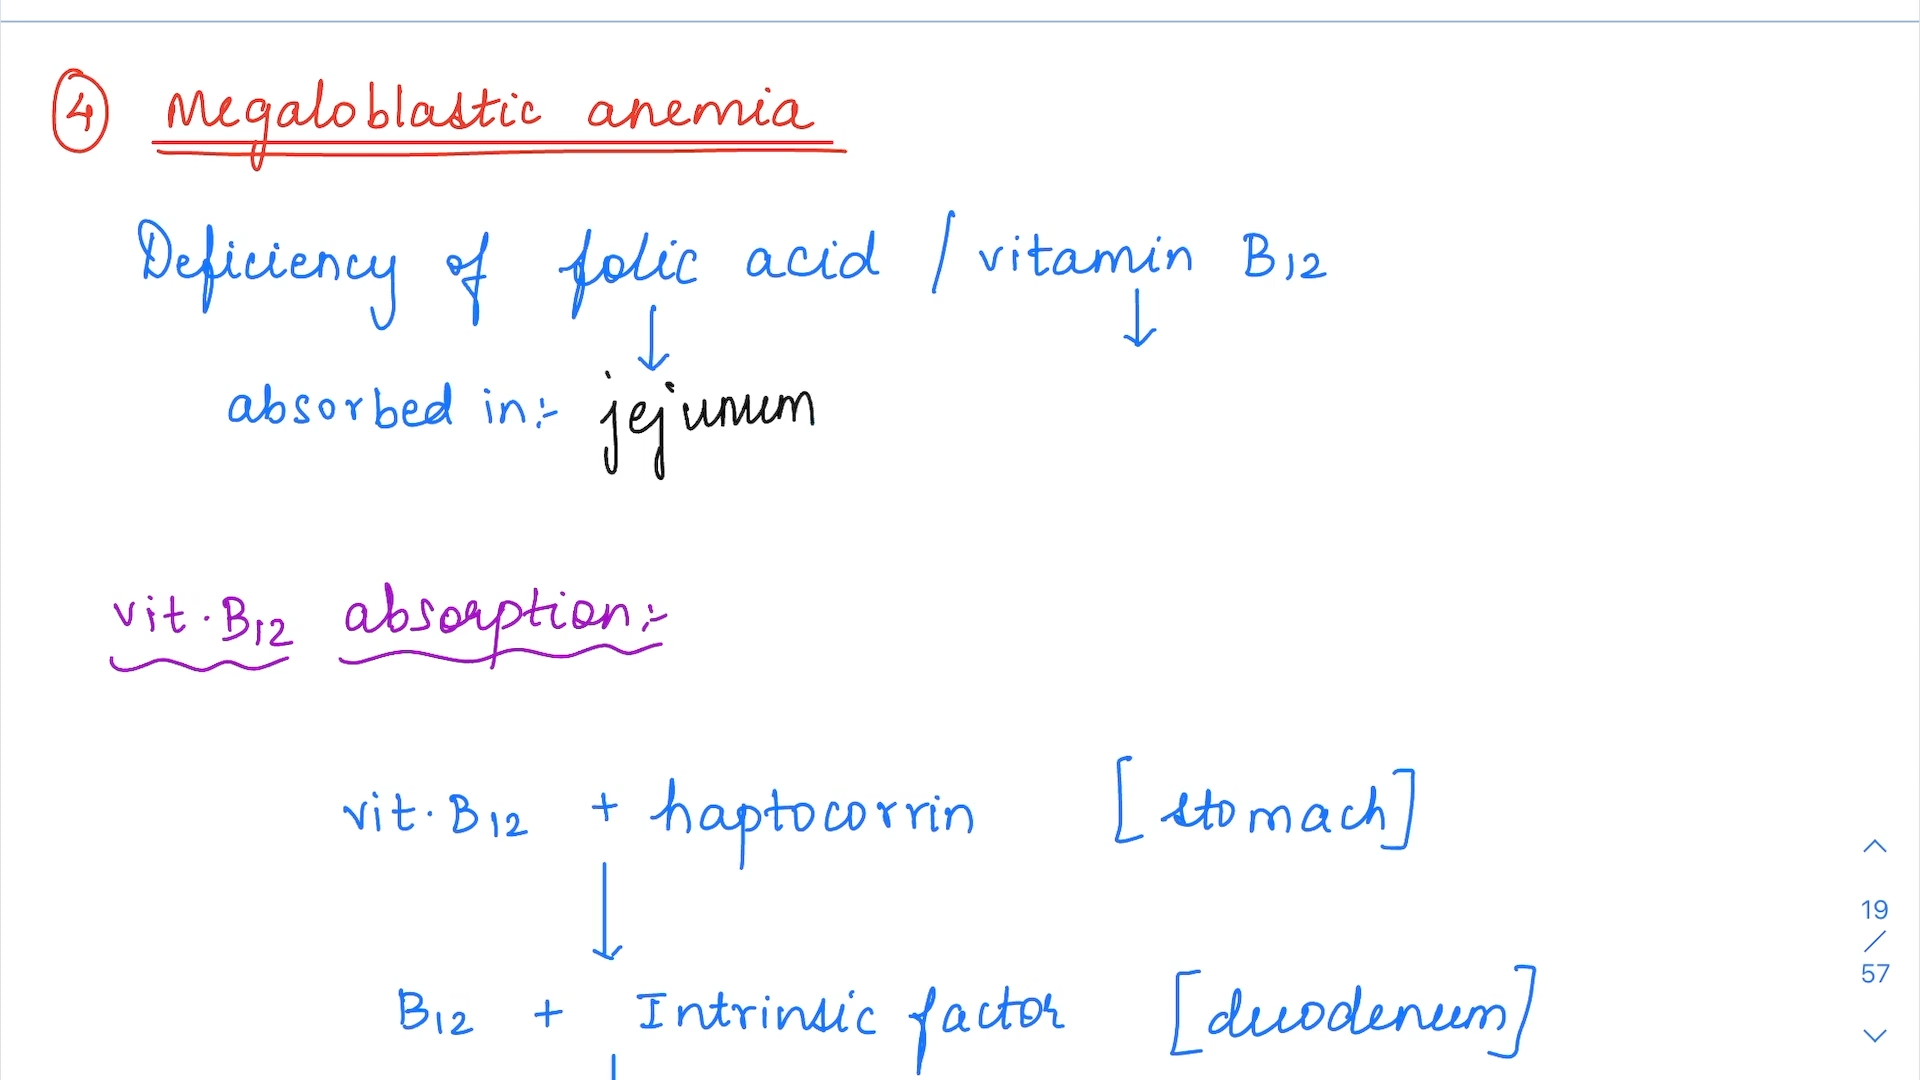 4 Megaloblastic anemia
Deficiency of folic acid / vitamin B12
↓ ↓
absorbed in:- jejunum
vit. B12 absorption:-
vit. B12 + haptocorrin [stomach]
↓
B12 + Intrinsic factor [duodenum]
19
/
57